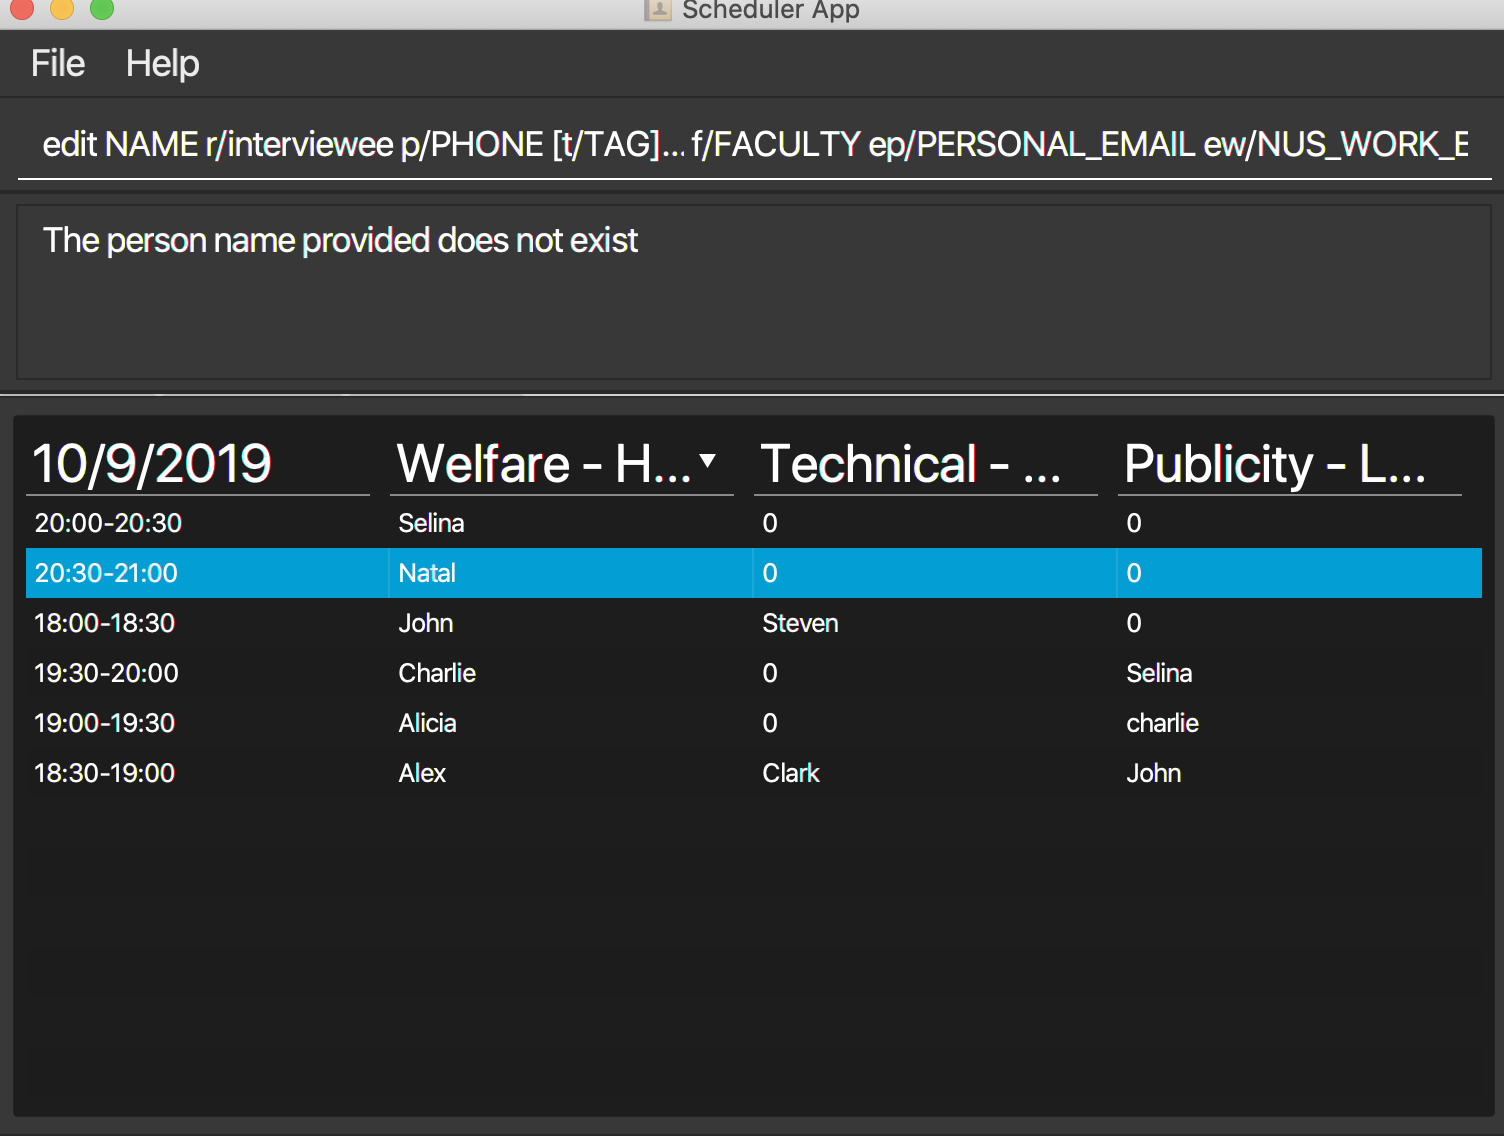 Scheduler App
File Help
edit NAME r/interviewee p/PHONE [t/TAG]... f/FACULTY ep/PERSONAL_EMAIL ew/NUS_WORK_E
The person name provided does not exist
10/9/2019 Welfare - H... Technical - ... Publicity - L...
20:00-20:30 Selina 0 0
20:30-21:00 Natal 0 0
18:00-18:30 John Steven 0
19:30-20:00 Charlie 0 Selina
19:00-19:30 Alicia 0 charlie
18:30-19:00 Alex Clark John